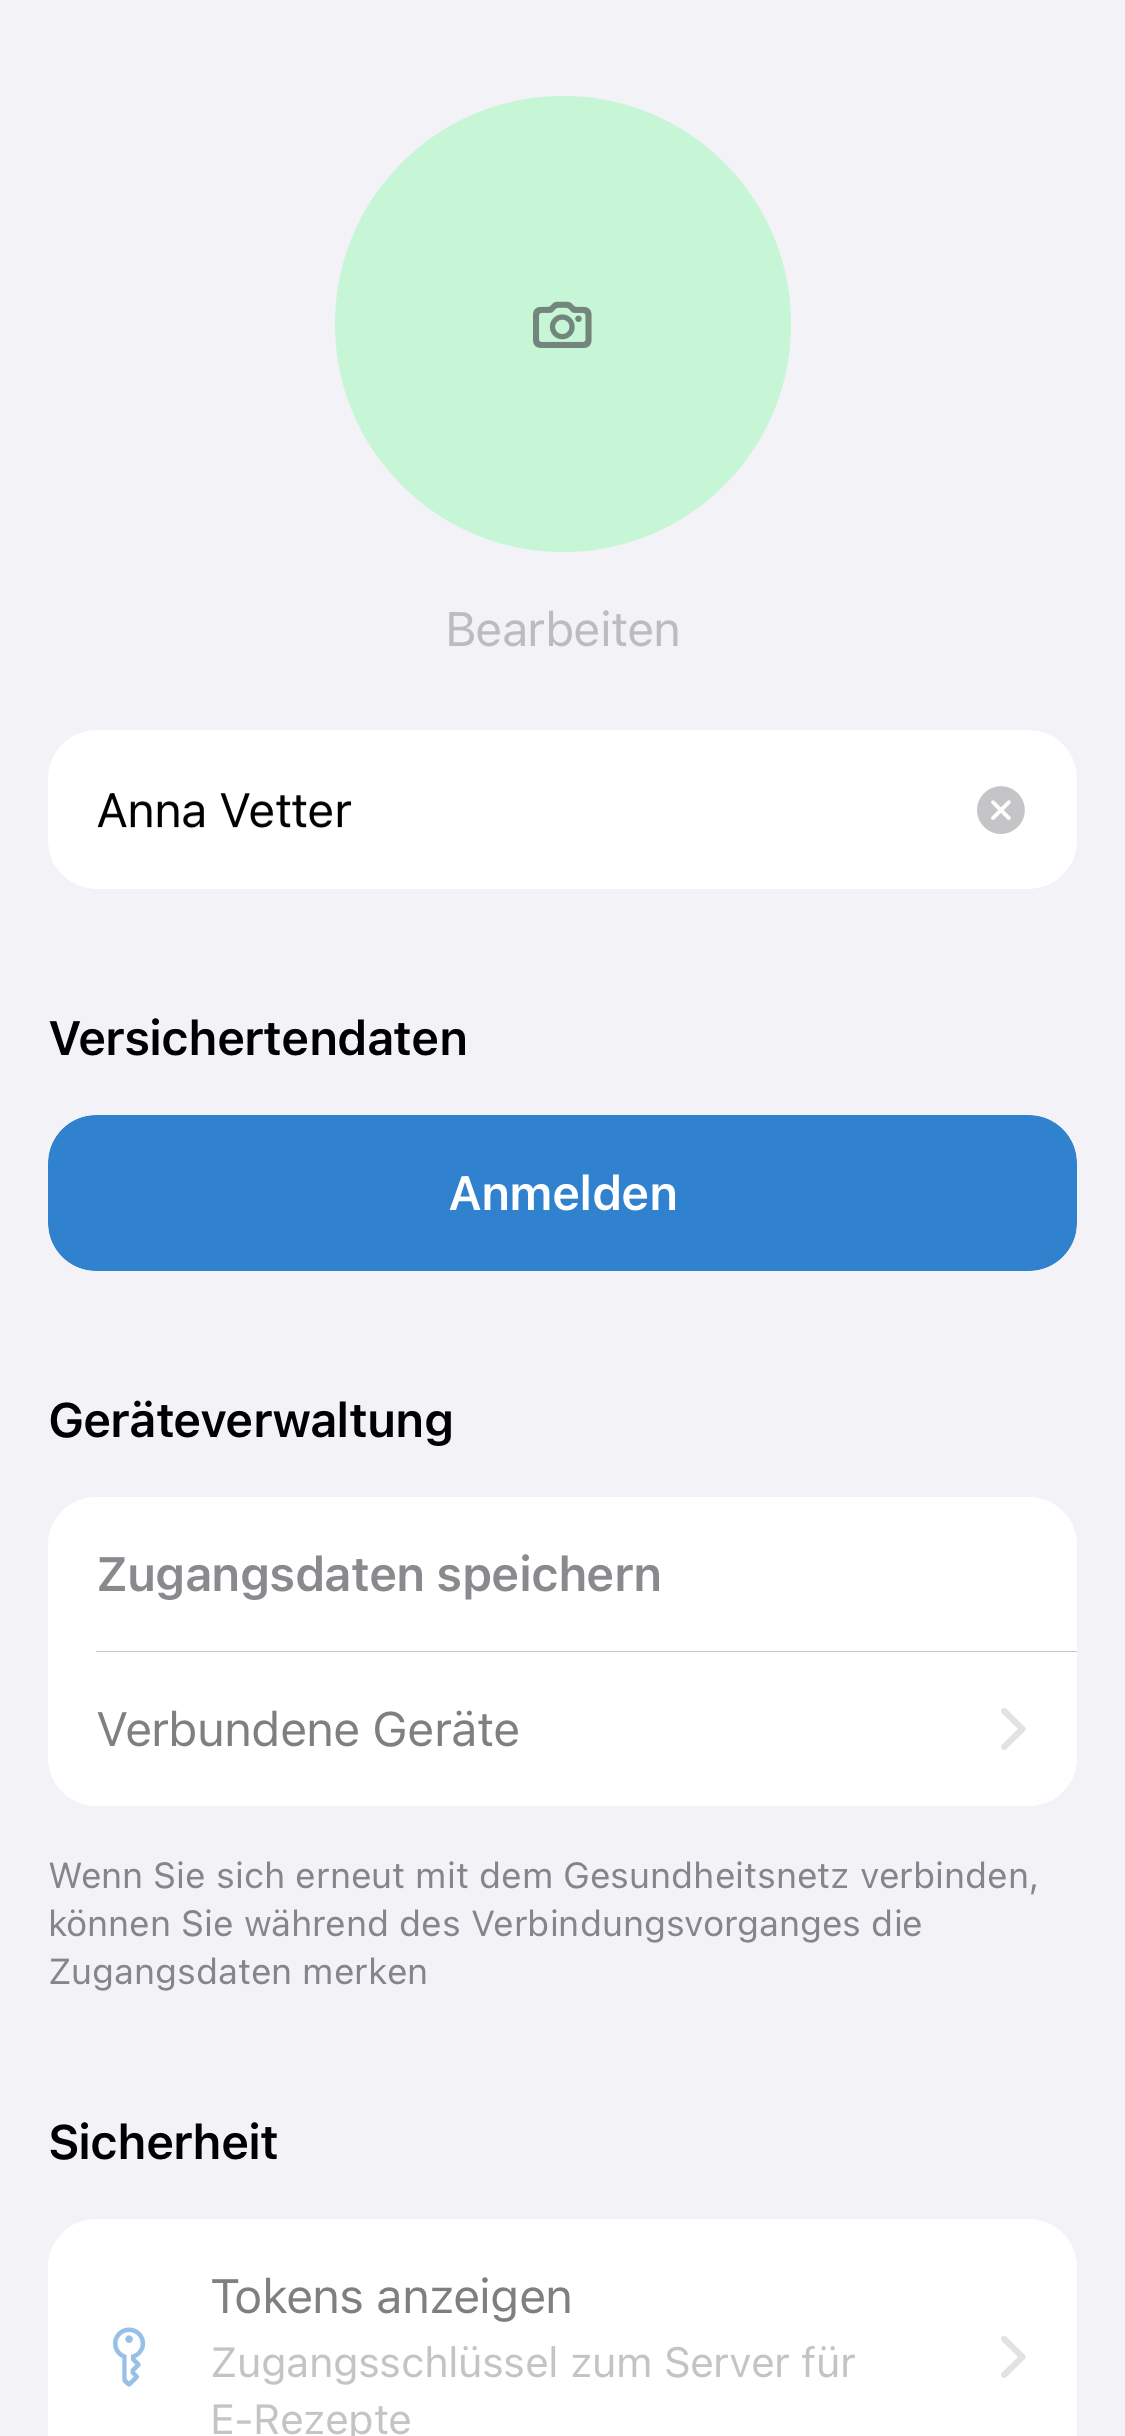 Bearbeiten
Anna Vetter
Versichertendaten
Anmelden
Geräteverwaltung
Zugangsdaten speichern
Verbundene Geräte
Wenn Sie sich erneut mit dem Gesundheitsnetz verbinden,
können Sie während des Verbindungsvorganges die
Zugangsdaten merken
Sicherheit
Tokens anzeigen
Zugangsschlüssel zum Server für
E-Rezepte